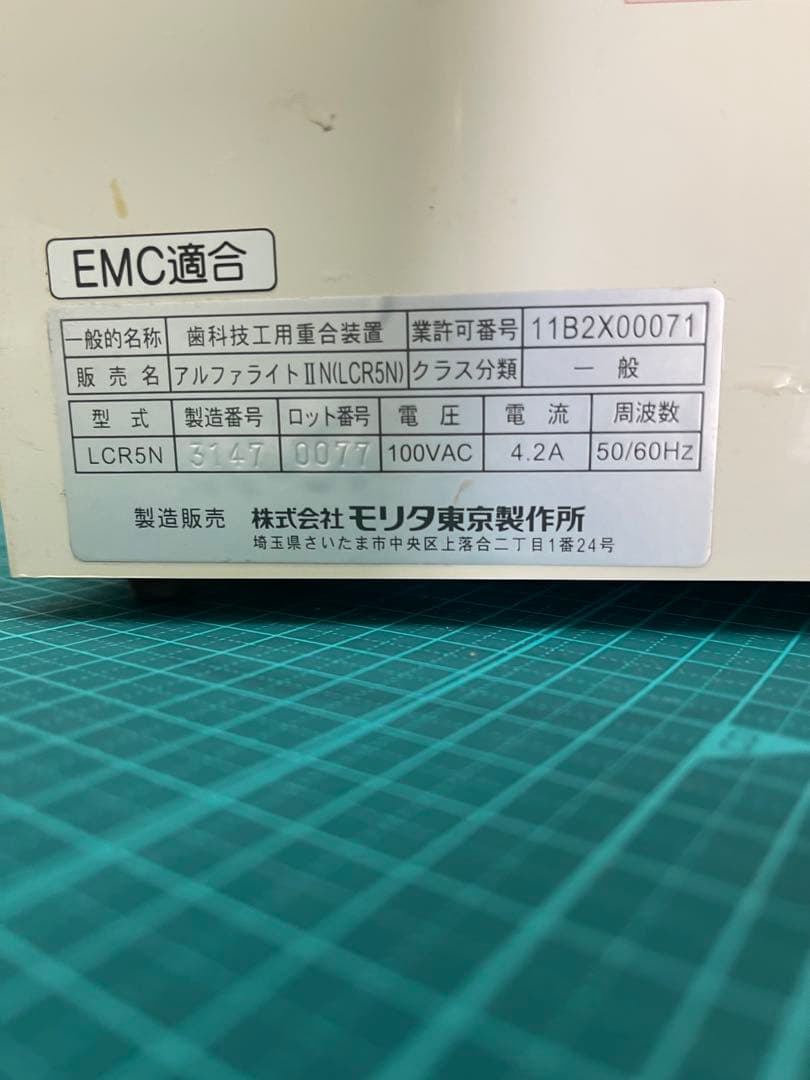 EMC適合
一般的名称 歯科技工用重合装置 業許可番号 11B2X00071
販売名 アルファライトⅡN(LCR5N) クラス分類 一般
型式 製造番号 ロット番号 電圧 電流 周波数
LCR5N 3147 0077 100VAC 4.2A 50/60Hz
製造販売 株式会社モリタ東京製作所
埼玉県さいたま市中央区上落合二丁目1番24号